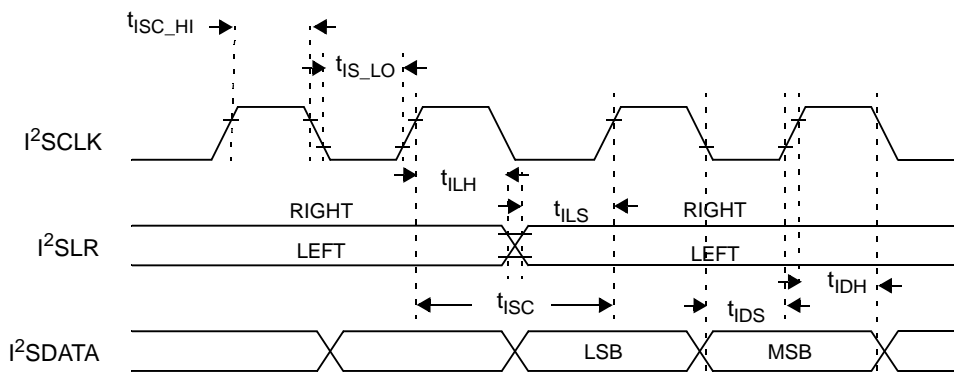 tISC_HI
tIS_LO
I²SCLK
tILH
tILS
RIGHT
RIGHT
I²SLR
LEFT
LEFT
tISC
tIDS
tIDH
I²SDATA
LSB
MSB